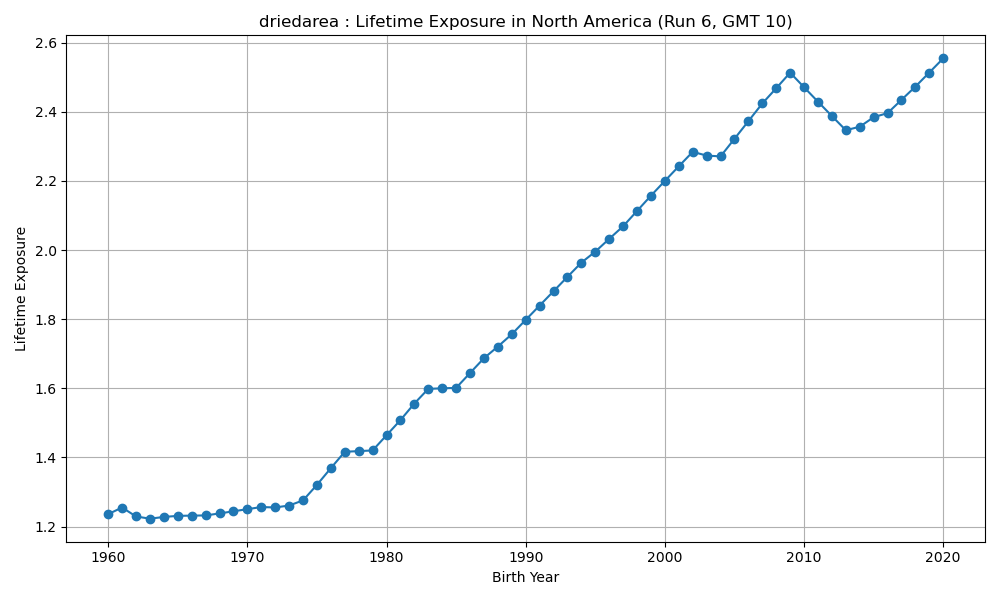 driedarea : Lifetime Exposure in North America (Run 6, GMT 10)
2.6
2.4
2.2
2.0
1.8
1.6
1.4
1.2
Lifetime Exposure
1960 1970 1980 1990 2000 2010 2020
Birth Year